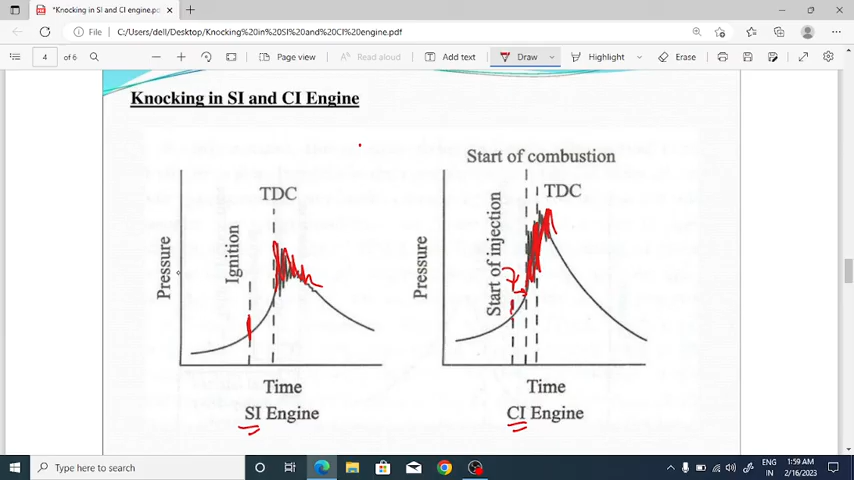 Knocking in SI and CI engine.pdf
File
C:/Users/dell/Desktop/Knocking%20in%20SI%20and%20CI%20engine.pdf
4
of 6
Page view
Read aloud
Add text
Draw
Highlight
Erase
Knocking in SI and CI Engine
Pressure
Ignition
TDC
Time
SI Engine
Start of combustion
Pressure
Start of injection
TDC
Time
CI Engine
Type here to search
ENG
IN
1:59 AM
2/16/2023